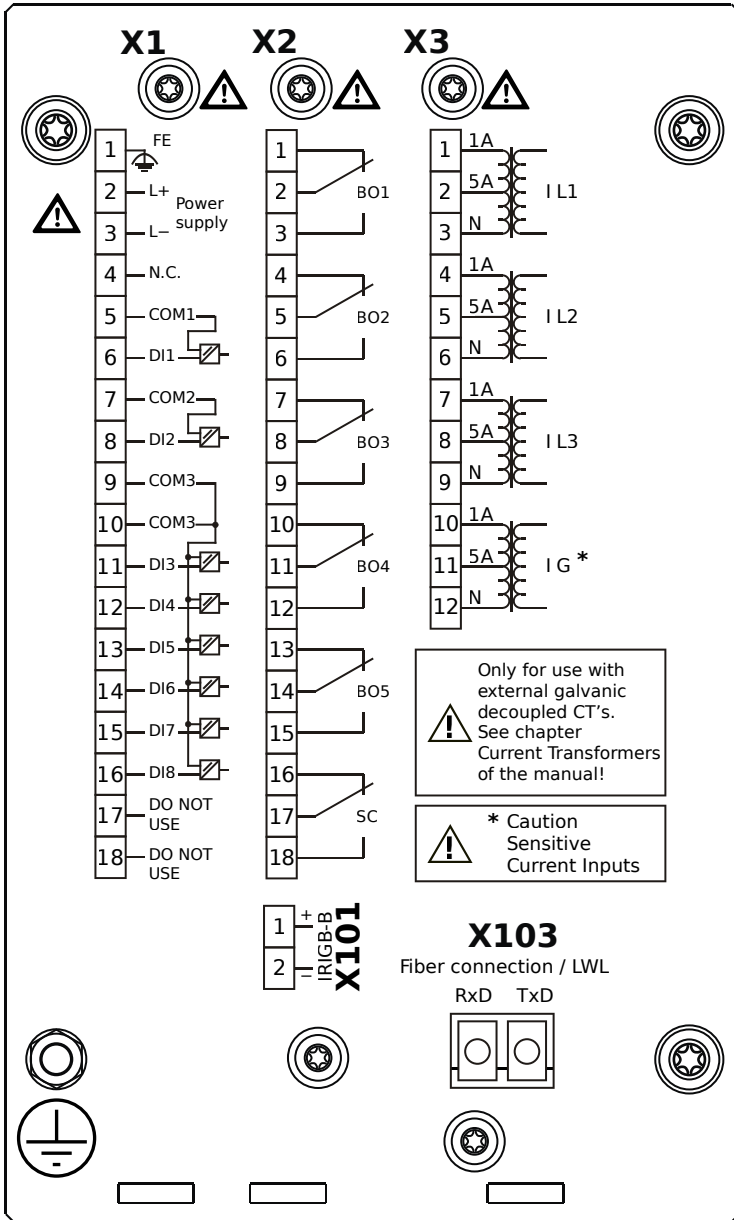 X1 X2 X3
1 FE
2 L+
Power
supply
3 L−
4 N.C.
5 COM1
6 DI1
7 COM2
8 DI2
9 COM3
10 COM3
11 DI3
12 DI4
13 DI5
14 DI6
15 DI7
16 DI8
17 DO NOT
USE
18 DO NOT
USE
1
2 BO1
3
4
5 BO2
6
7
8 BO3
9
10
11 BO4
12
13
14 BO5
15
16
17 SC
18
1 1A
2 5A I L1
3 N
4 1A
5 5A I L2
6 N
7 1A
8 5A I L3
9 N
10 1A
11 5A I G *
12 N
Only for use with
external galvanic
decoupled CT's.
See chapter
Current Transformers
of the manual!
* Caution
Sensitive
Current Inputs
1 +
2 −
IRIGB-B
X101
X103
Fiber connection / LWL
RxD TxD